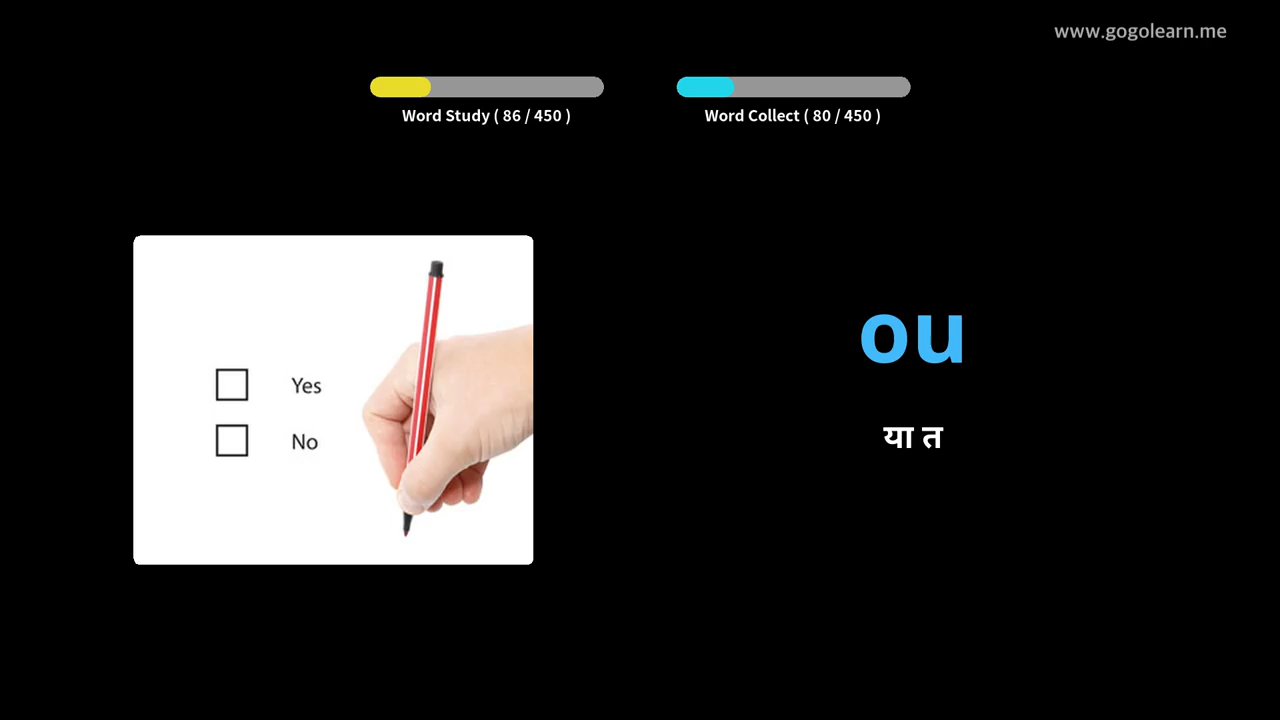 www.gogolearn.me
Word Study ( 86 / 450 )
Word Collect ( 80 / 450 )
Yes
No
ou
या त